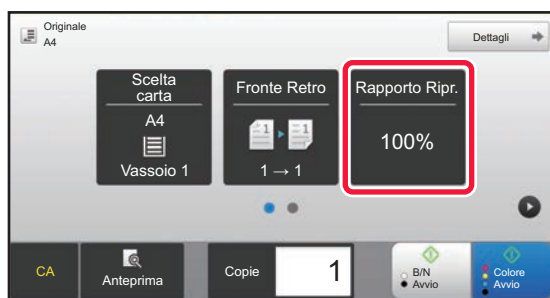 Originale
A4
Dettagli
Scelta
carta
A4
Vassoio 1
Fronte Retro
1 → 1
Rapporto Ripr.
100%
CA
Anteprima
Copie
1
B/N
Avvio
Colore
Avvio